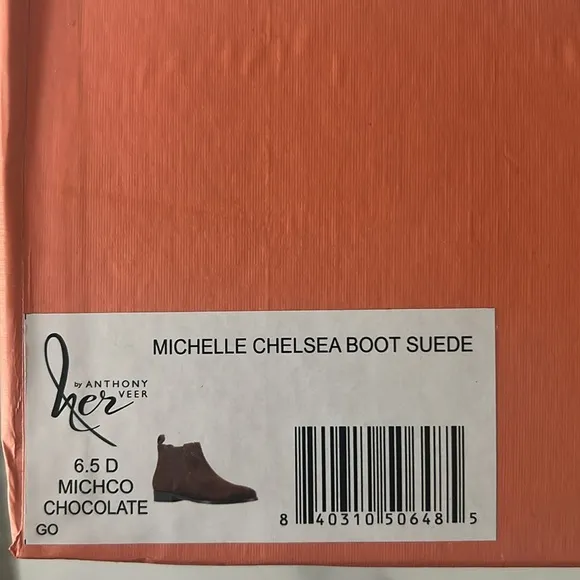 MICHELLE CHELSEA BOOT SUEDE
her by ANTHONY
VEER
6.5 D
MICHCO
CHOCOLATE
GO
8 40310 50648 5